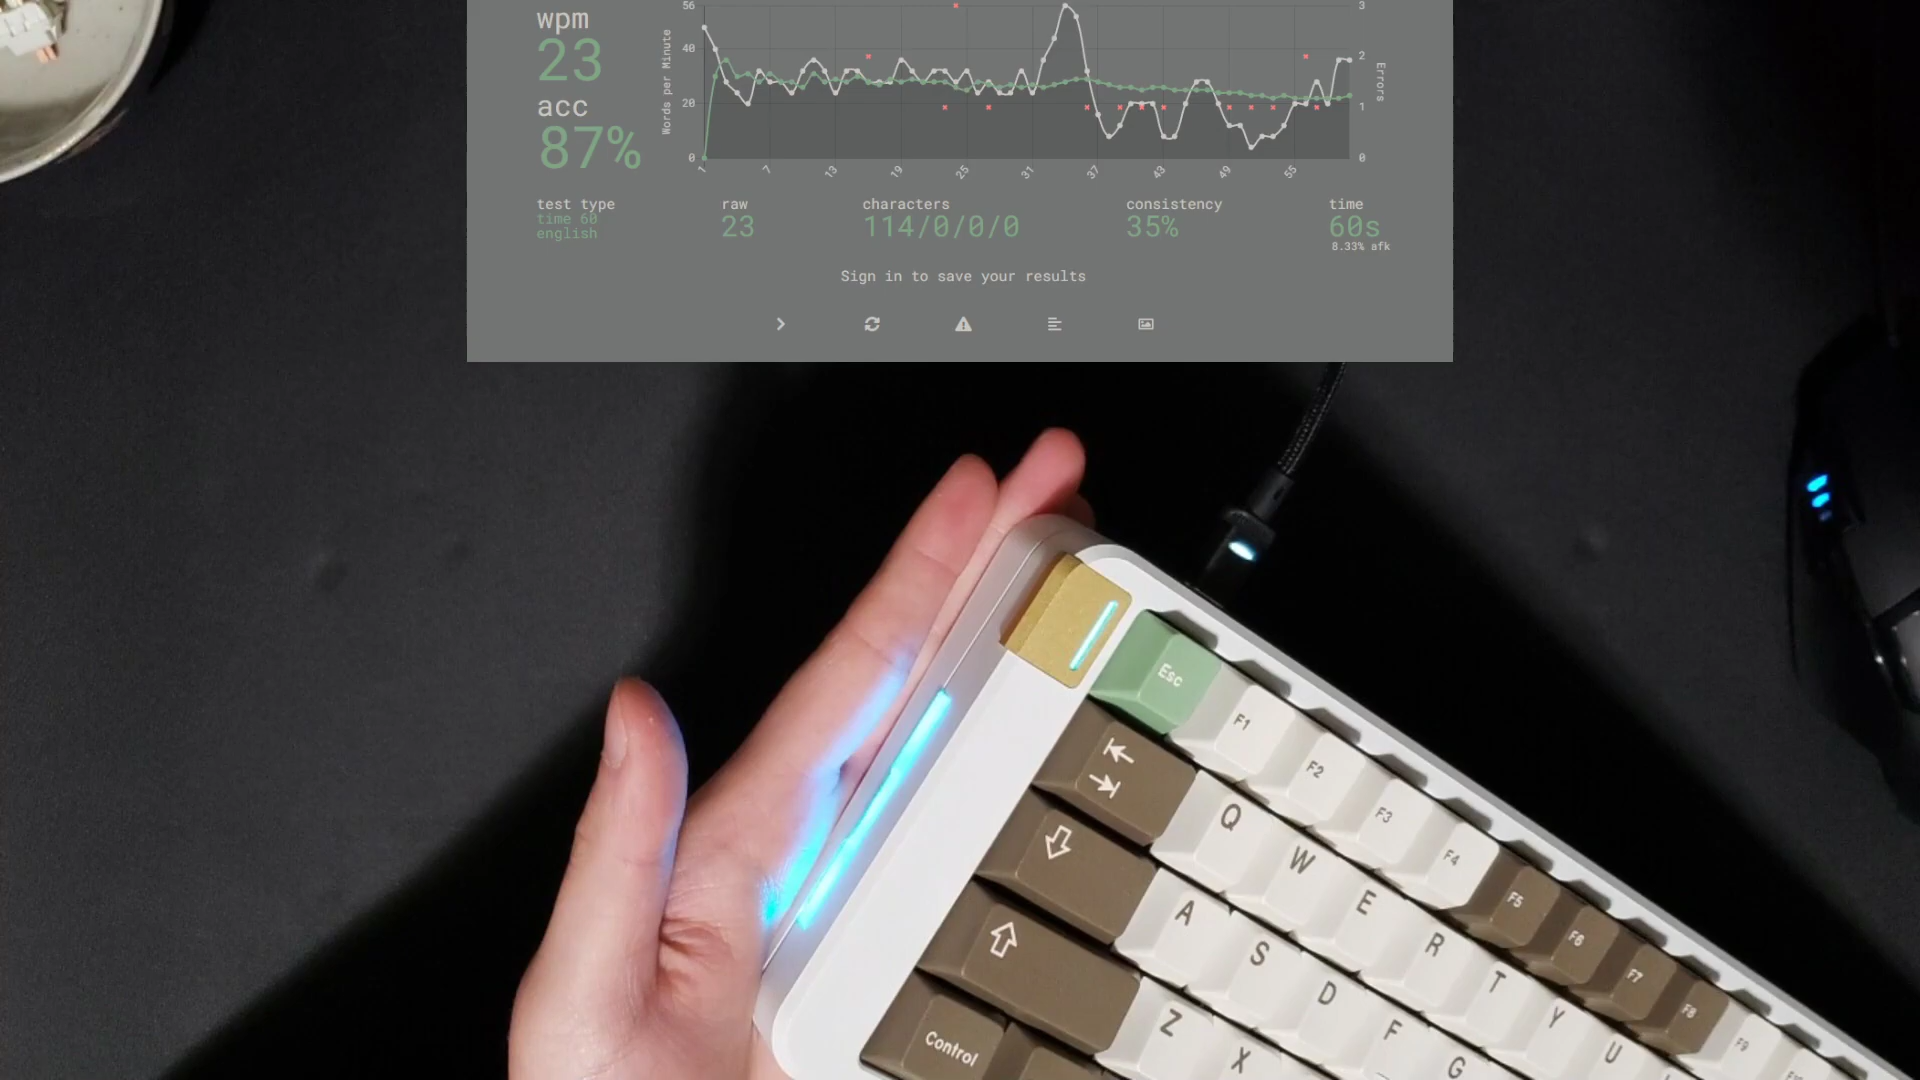 wpm
23
acc
87%
Words per Minute
56
40
20
0
3
2
1
0
Errors
1 7 13 19 25 31 37 43 49 55
test type
time 60
english
raw
23
characters
114/0/0/0
consistency
35%
time
60s
8.33% afk
Sign in to save your results
Esc F1 F2 F3 F4 F5 F6 F7 F8 F9
Q W E R T Y U
A S D F G
Z X
Control